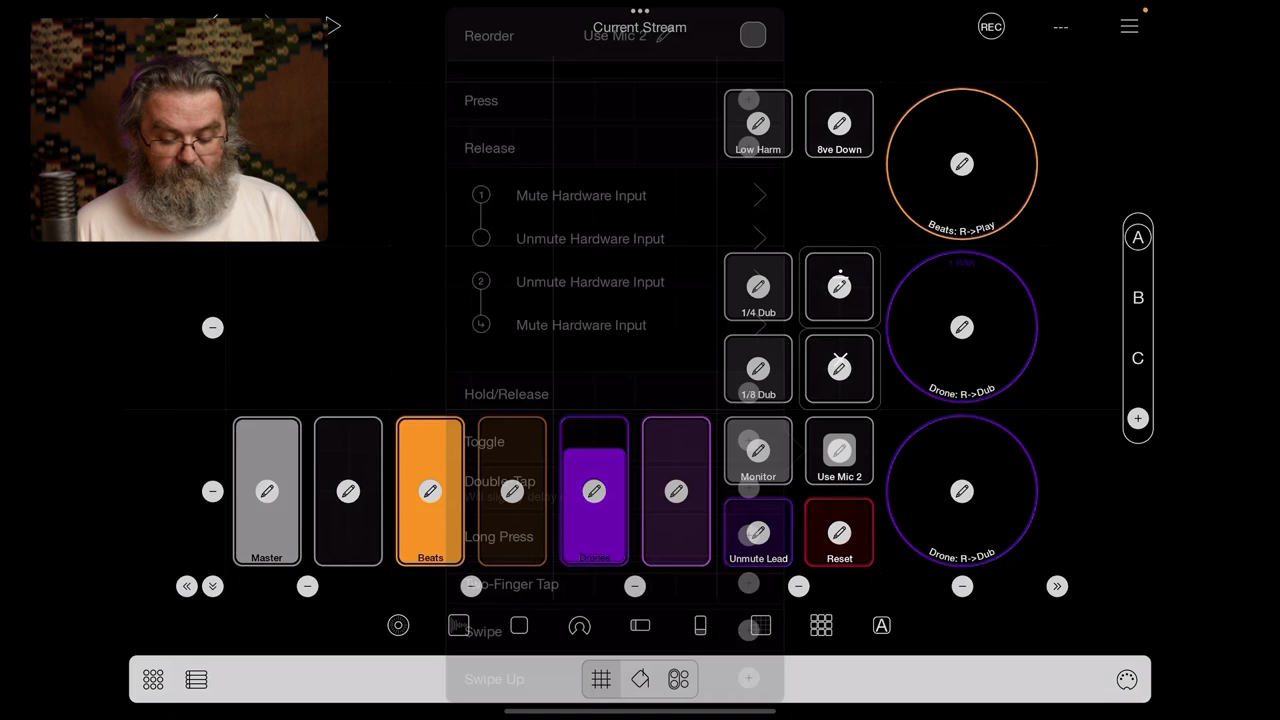 Current Stream
Reorder
Use Mic 2
REC
---
Press
Release
Low Harm
8ve Down
Beats: R->Play
1
Mute Hardware Input
Unmute Hardware Input
2
Unmute Hardware Input
Mute Hardware Input
A
B
C
1/4 Dub
Drone: R->Dub
1/8 Dub
Hold/Release
Toggle
Double Tap
Long Press
Two-Finger Tap
Swipe
Swipe Up
Monitor
Use Mic 2
Master
Beats
Drones
Unmute Lead
Reset
Drone: R->Dub
A